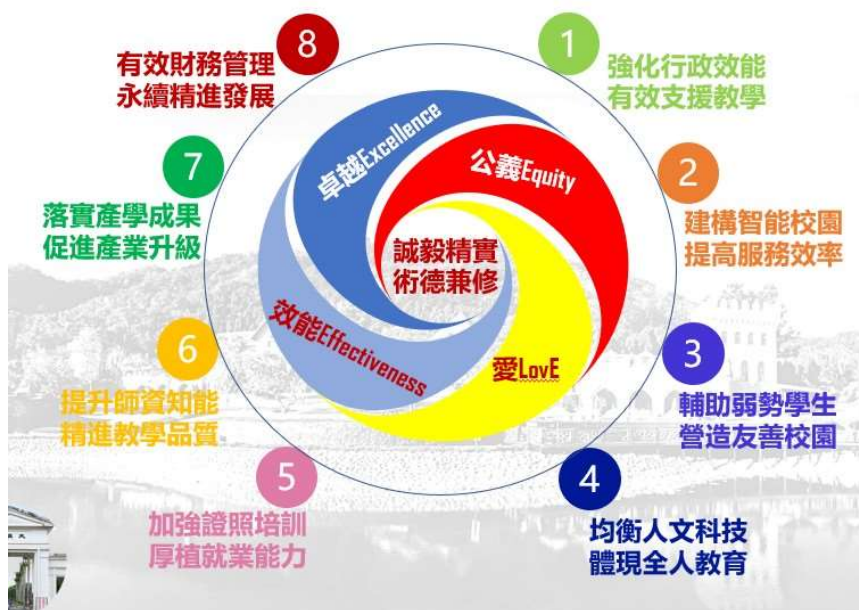 8
有效財務管理
永續精進發展
1
強化行政效能
有效支援教學
7
落實產學成果
促進產業升級
2
建構智能校園
提高服務效率
6
提升師資知能
精進教學品質
3
輔助弱勢學生
營造友善校園
5
加強證照培訓
厚植就業能力
4
均衡人文科技
體現全人教育
卓越Excellence
公義Equity
效能Effectiveness
愛LovE
誠毅精實
術德兼修